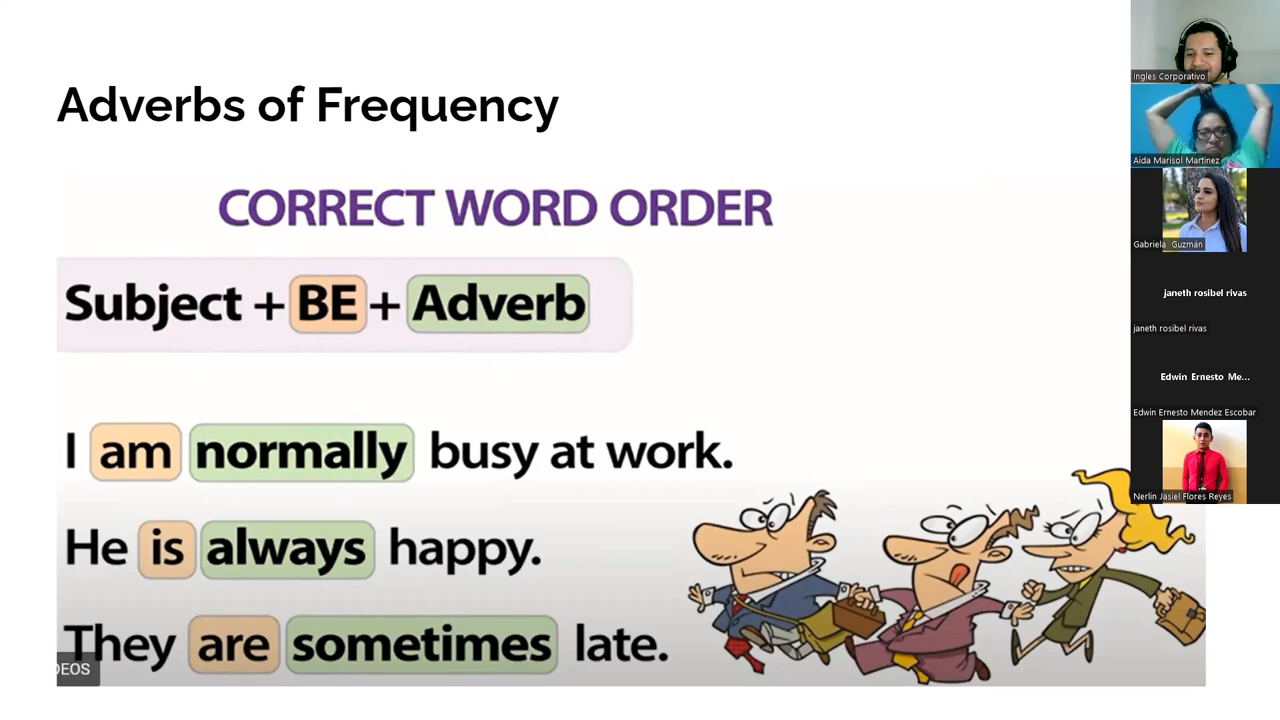 Adverbs of Frequency
CORRECT WORD ORDER
Subject + BE + Adverb
I am normally busy at work.
He is always happy.
They are sometimes late.
DEOS
Ingles Corporativo
Aida Marisol Martinez
Gabriela Guzmán
janeth rosibel rivas
janeth rosibel rivas
Edwin Ernesto Me...
Edwin Ernesto Mendez Escobar
Nerlin Jasiel Flores Reyes